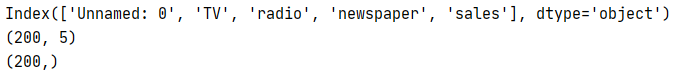 Index(['Unnamed: 0', 'TV', 'radio', 'newspaper', 'sales'], dtype='object')
(200, 5)
(200,)